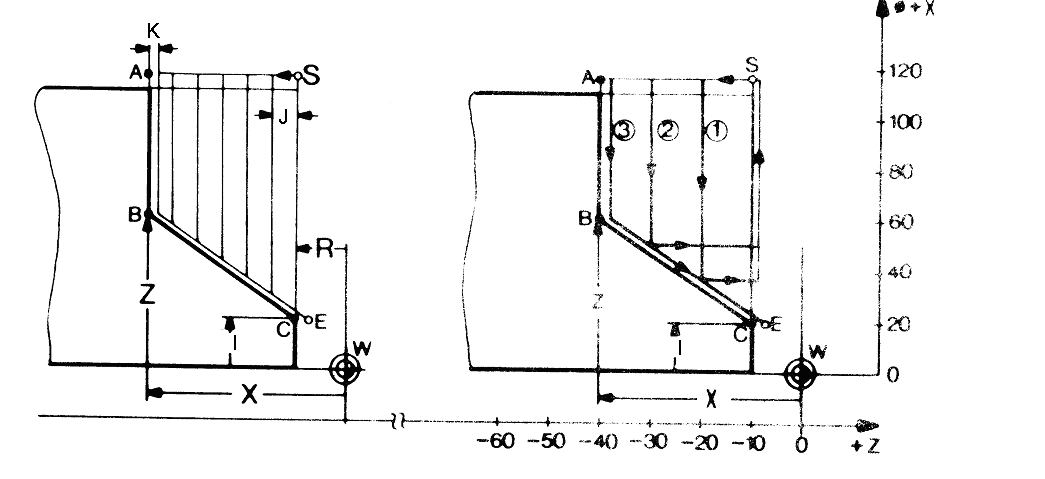 K
A
S
J
B
R
Z
C
E
I
W
X
ø+X
S
A
120
③
②
①
100
80
B
60
40
Z
20
C
E
I
W
0
X
-60 -50 -40 -30 -20 -10 0
+Z